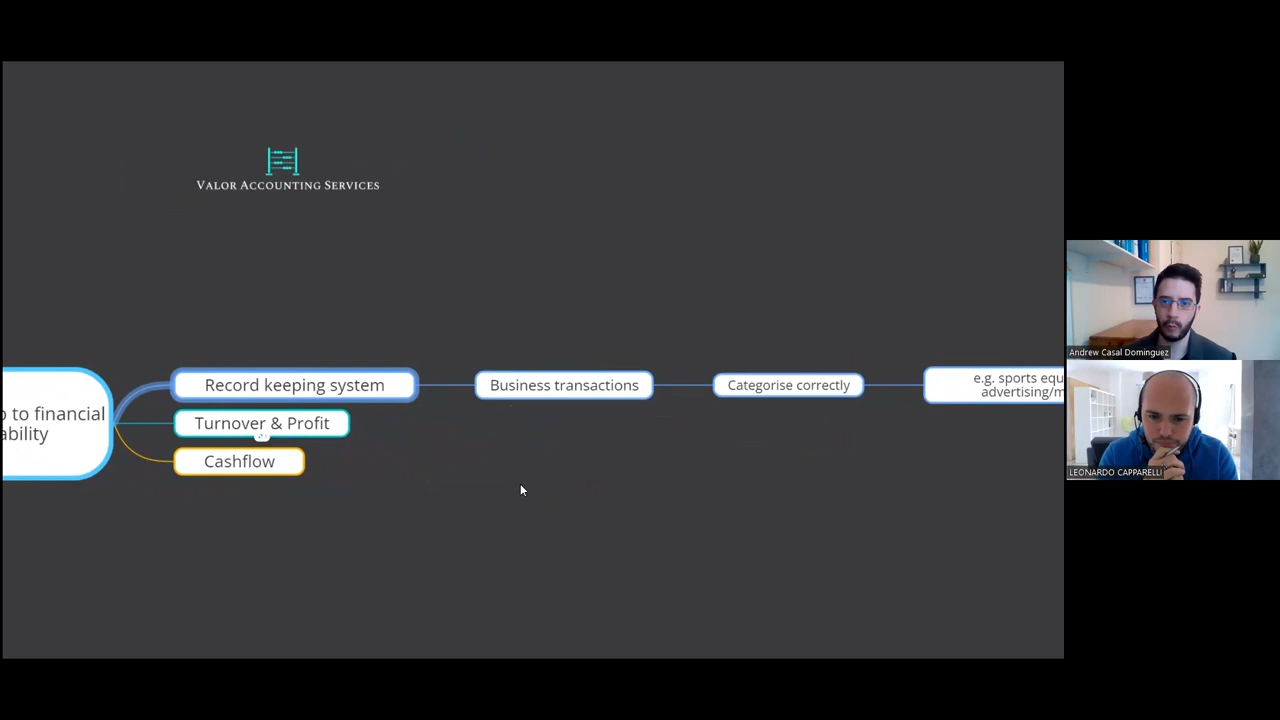 VALOR ACCOUNTING SERVICES
to financial
ability
Record keeping system
Turnover & Profit
Cashflow
Business transactions
Categorise correctly
e.g. sports equ
advertising/m
Andrew Casal Dominguez
LEONARDO CAPPARELLI